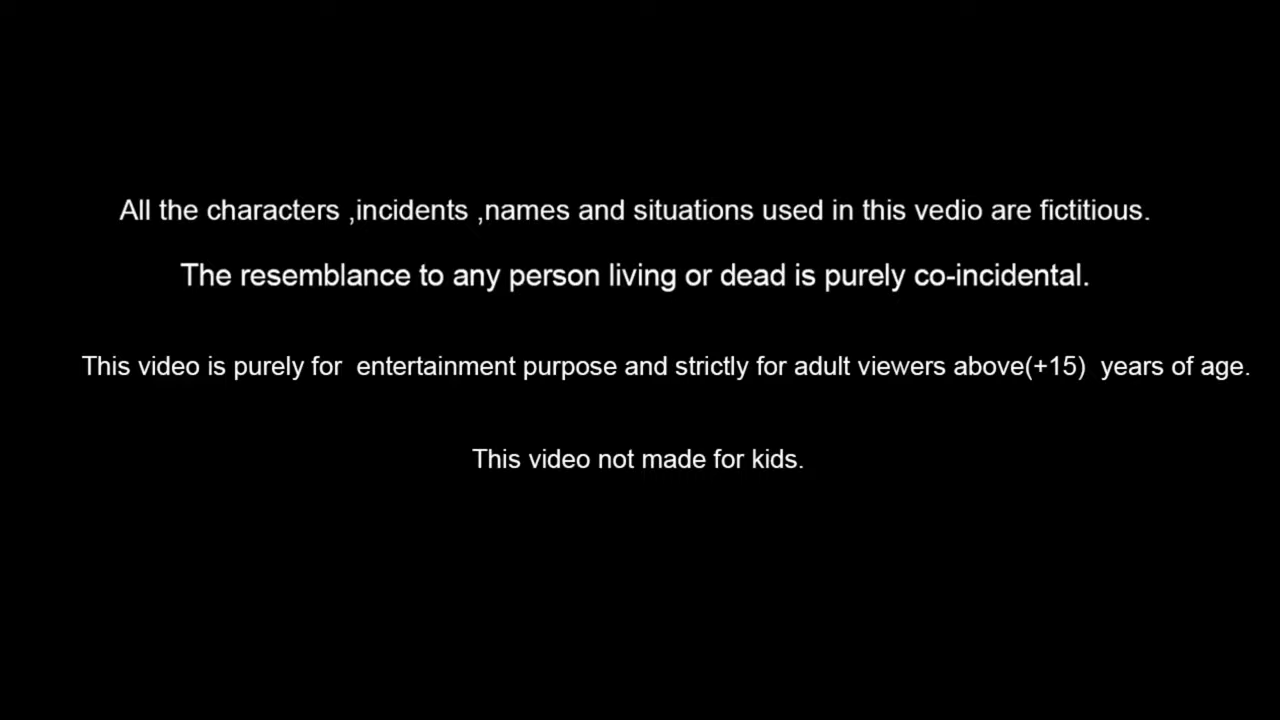 All the characters ,incidents ,names and situations used in this vedio are fictitious.
The resemblance to any person living or dead is purely co-incidental.
This video is purely for  entertainment purpose and strictly for adult viewers above(+15)  years of age.
This video not made for kids.